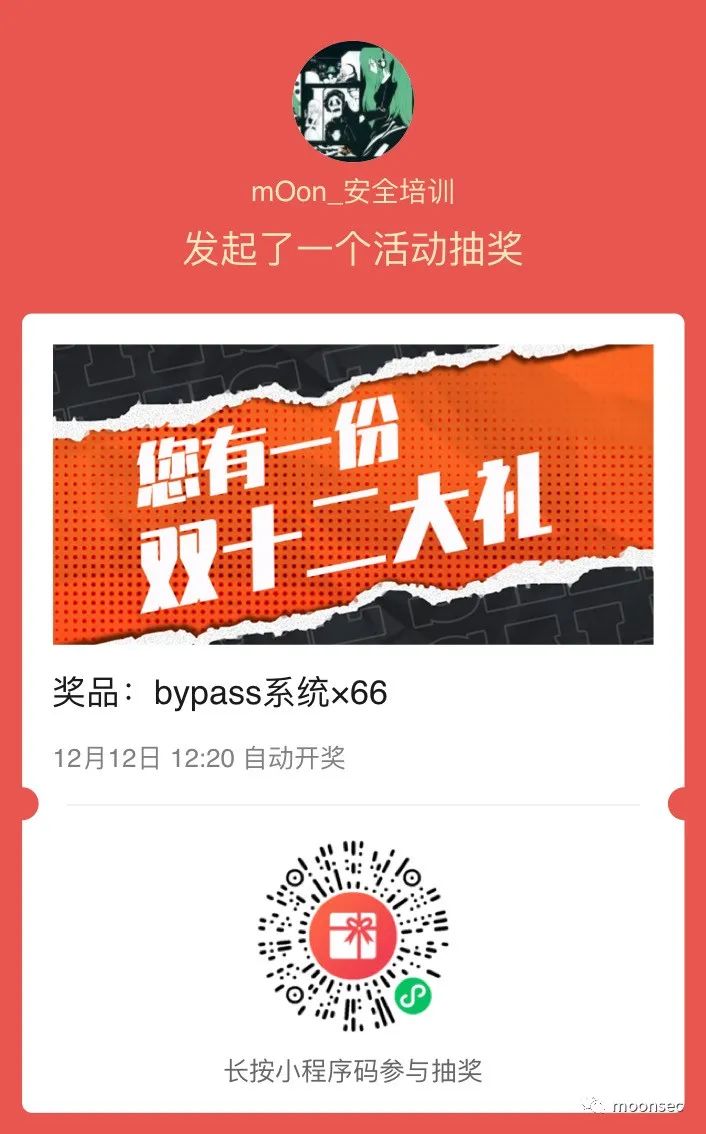 mOon_安全培训
发起了一个活动抽奖
您有一份
双十二大礼
奖品：bypass系统×66
12月12日 12:20 自动开奖
长按小程序码参与抽奖
moonsec